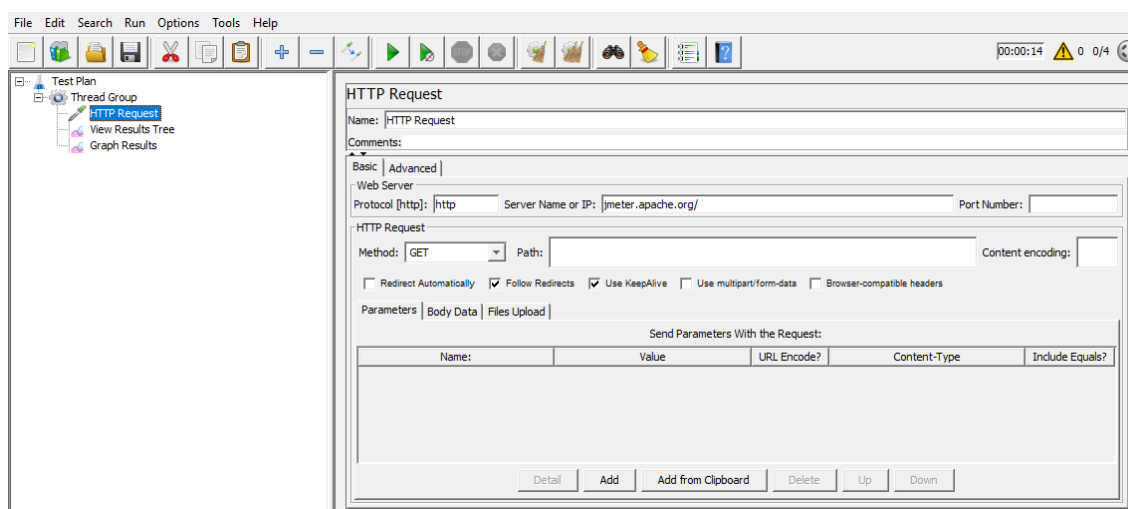 File Edit Search Run Options Tools Help
00:00:14 0 0/4
Test Plan
Thread Group
HTTP Request
View Results Tree
Graph Results
HTTP Request
Name: HTTP Request
Comments:
Basic Advanced
Web Server
Protocol [http]: http Server Name or IP: jmeter.apache.org/ Port Number:
HTTP Request
Method: GET Path: Content encoding:
Redirect Automatically Follow Redirects Use KeepAlive Use multipart/form-data Browser-compatible headers
Parameters Body Data Files Upload
Send Parameters With the Request:
Name: Value URL Encode? Content-Type Include Equals?
Detail Add Add from Clipboard Delete Up Down